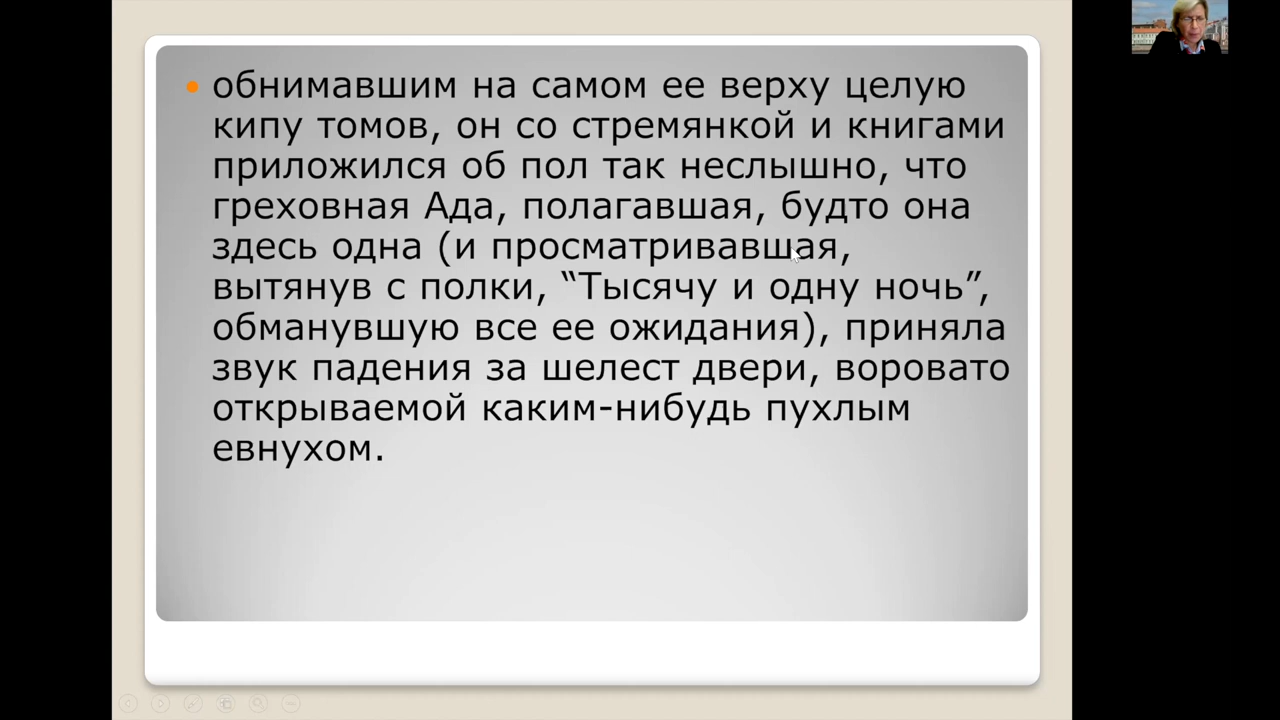 обнимавшим на самом ее верху целую
кипу томов, он со стремянкой и книгами
приложился об пол так неслышно, что
греховная Ада, полагавшая, будто она
здесь одна (и просматривавшая,
вытянув с полки, “Тысячу и одну ночь”,
обманувшую все ее ожидания), приняла
звук падения за шелест двери, воровато
открываемой каким-нибудь пухлым
евнухом.